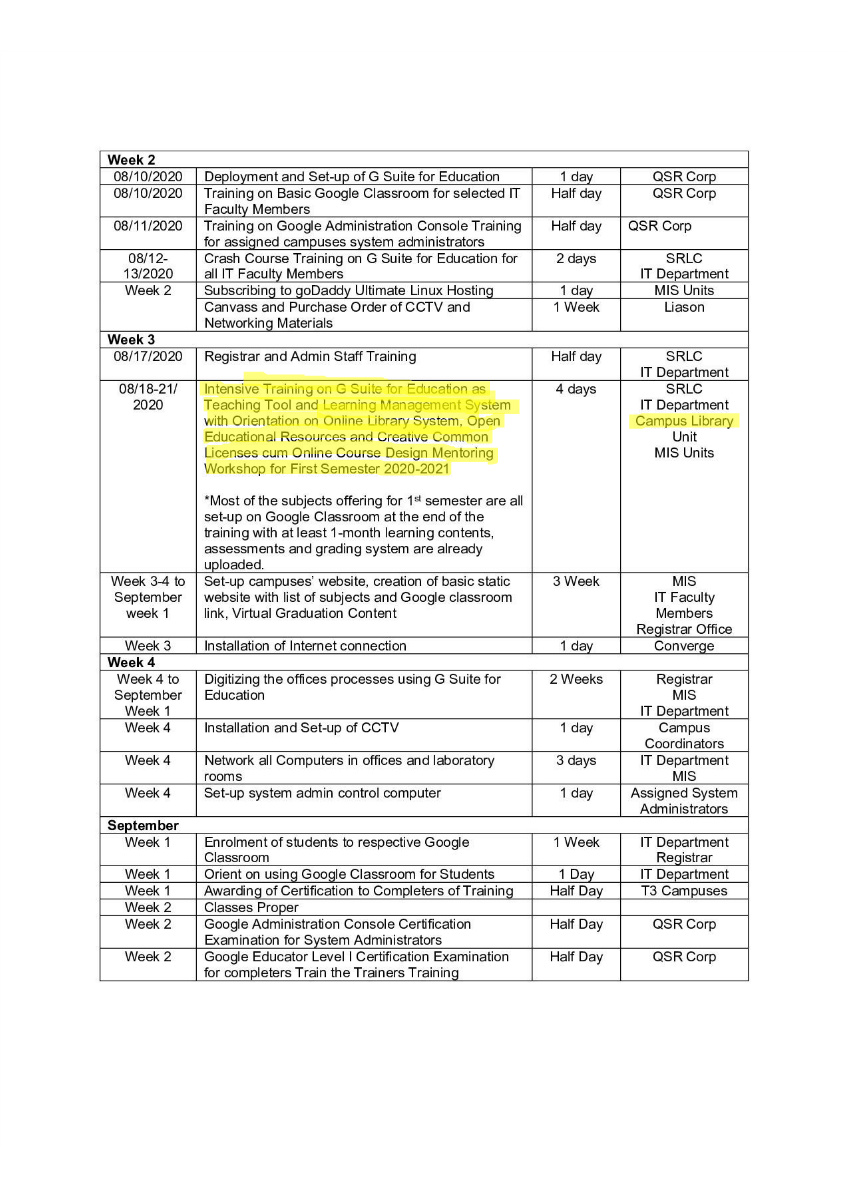 Week 2
08/10/2020 Deployment and Set-up of G Suite for Education 1 day QSR Corp
08/10/2020 Training on Basic Google Classroom for selected IT Half day QSR Corp
Faculty Members
08/11/2020 Training on Google Administration Console Training Half day QSR Corp
for assigned campuses system administrators
08/12- Crash Course Training on G Suite for Education for 2 days SRLC
13/2020 all IT Faculty Members IT Department
Week 2 Subscribing to goDaddy Ultimate Linux Hosting 1 day MIS Units
Canvass and Purchase Order of CCTV and 1 Week Liason
Networking Materials
Week 3
08/17/2020 Registrar and Admin Staff Training Half day SRLC
IT Department
08/18-21/ Intensive Training on G Suite for Education as 4 days SRLC
2020 Teaching Tool and Learning Management System IT Department
with Orientation on Online Library System, Open Campus Library
Educational Resources and Creative Common Unit
Licenses cum Online Course Design Mentoring MIS Units
Workshop for First Semester 2020-2021
*Most of the subjects offering for 1st semester are all
set-up on Google Classroom at the end of the
training with at least 1-month learning contents,
assessments and grading system are already
uploaded.
Week 3-4 to Set-up campuses’ website, creation of basic static 3 Week MIS
September website with list of subjects and Google classroom IT Faculty
week 1 link, Virtual Graduation Content Members
Registrar Office
Week 3 Installation of Internet connection 1 day Converge
Week 4
Week 4 to Digitizing the offices processes using G Suite for 2 Weeks Registrar
September Education MIS
Week 1 IT Department
Week 4 Installation and Set-up of CCTV 1 day Campus
Coordinators
Week 4 Network all Computers in offices and laboratory 3 days IT Department
rooms MIS
Week 4 Set-up system admin control computer 1 day Assigned System
Administrators
September
Week 1 Enrolment of students to respective Google 1 Week IT Department
Classroom Registrar
Week 1 Orient on using Google Classroom for Students 1 Day IT Department
Week 1 Awarding of Certification to Completers of Training Half Day T3 Campuses
Week 2 Classes Proper
Week 2 Google Administration Console Certification Half Day QSR Corp
Examination for System Administrators
Week 2 Google Educator Level I Certification Examination Half Day QSR Corp
for completers Train the Trainers Training